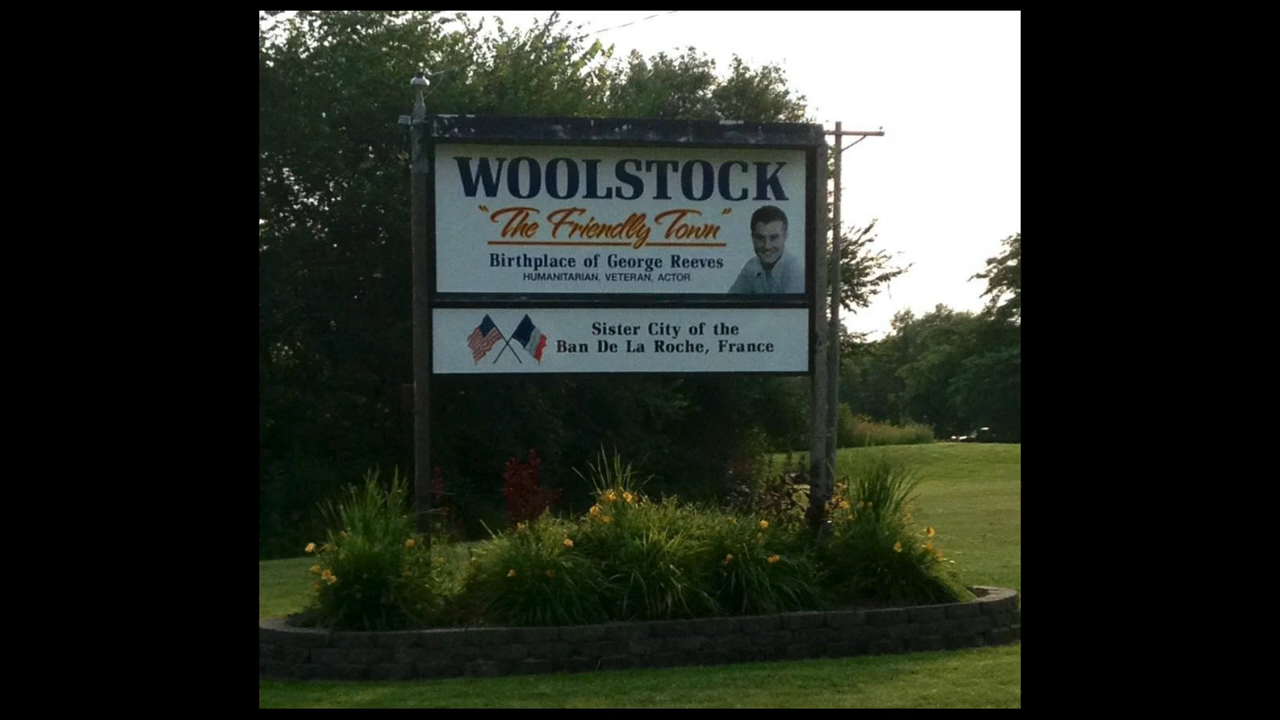 WOOLSTOCK
"The Friendly Town"
Birthplace of George Reeves
HUMANITARIAN, VETERAN, ACTOR
Sister City of the
Ban De La Roche, France